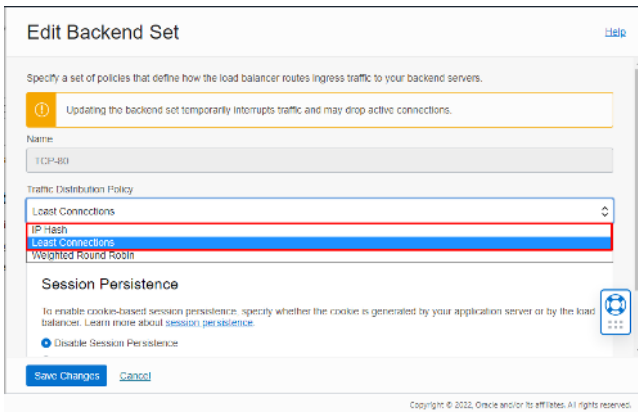 Edit Backend Set
Help
Specify a set of policies that define how the load balancer routes ingress traffic to your backend servers.
Updating the backend set temporarily interrupts traffic and may drop active connections.
Name
TCP-80
Traffic Distribution Policy
Least Connections
IP Hash
Least Connections
Weighted Round Robin
Session Persistence
To enable cookie-based session persistence, specify whether the cookie is generated by your application server or by the load
balancer. Learn more about session persistence.
Disable Session Persistence
Save Changes
Cancel
Copyright © 2022, Oracle and/or its affiliates. All rights reserved.